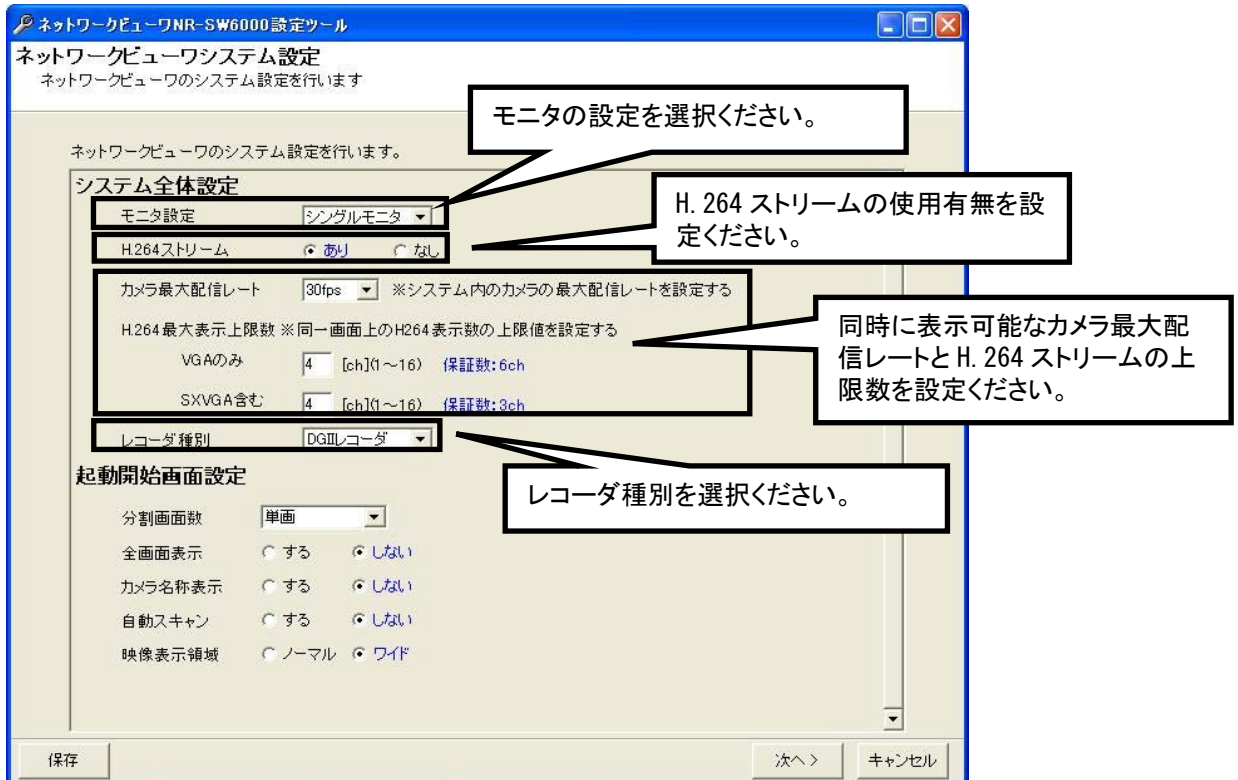 ネットワークビューワNR-SW6000設定ツール
ネットワークビューワシステム設定
ネットワークビューワのシステム設定を行います
モニタの設定を選択ください。
ネットワークビューワのシステム設定を行います。
システム全体設定
モニタ設定 シングルモニタ
H.264 ストリームの使用有無を設
定ください。
H.264ストリーム あり なし
カメラ最大配信レート 30fps ※システム内のカメラの最大配信レートを設定する
H.264最大表示上限数 ※同一画面上のH264表示数の上限値を設定する
VGAのみ 4 [ch](1～16) 保証数:6ch
SXVGA含む 4 [ch](1～16) 保証数:3ch
同時に表示可能なカメラ最大配
信レートと H.264 ストリームの上
限数を設定ください。
レコーダ種別 DGIIレコーダ
レコーダ種別を選択ください。
起動開始画面設定
分割画面数 単画
全画面表示 する しない
カメラ名称表示 する しない
自動スキャン する しない
映像表示領域 ノーマル ワイド
保存 次へ > キャンセル